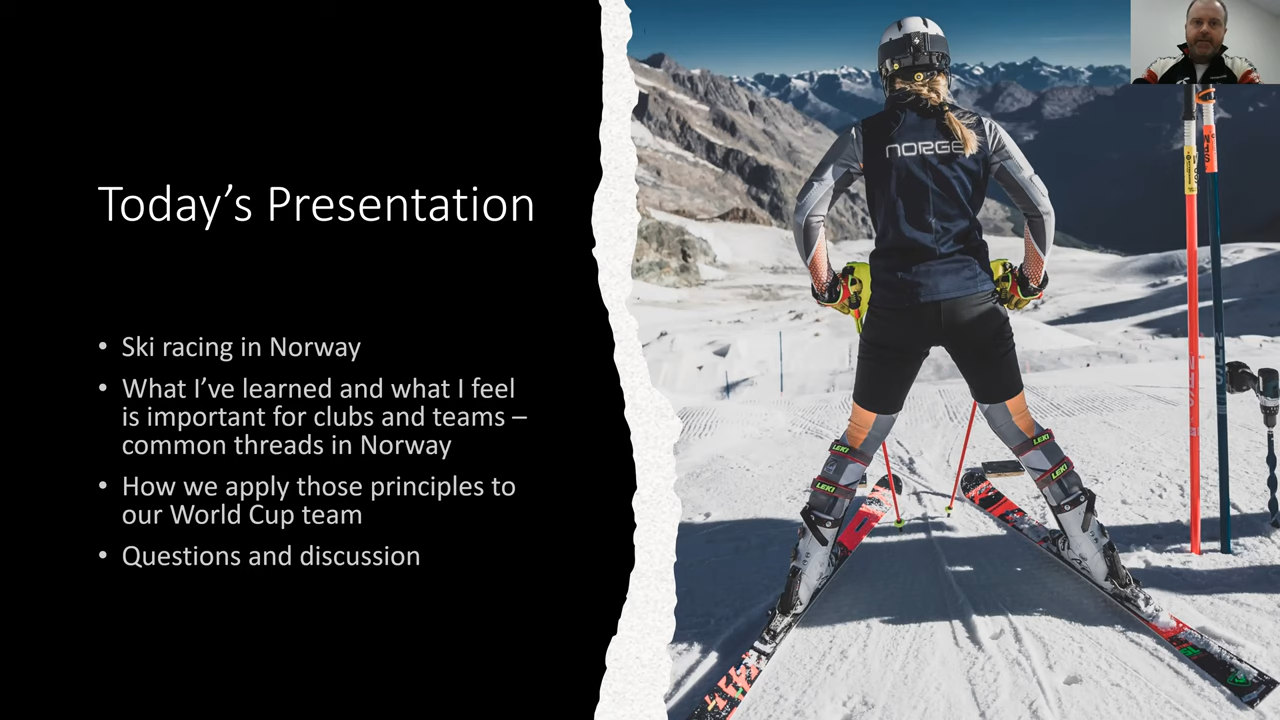 Today’s Presentation
• Ski racing in Norway
• What I’ve learned and what I feel
is important for clubs and teams –
common threads in Norway
• How we apply those principles to
our World Cup team
• Questions and discussion
NORGE
LEKI
LEKI
LEKI
LEKI